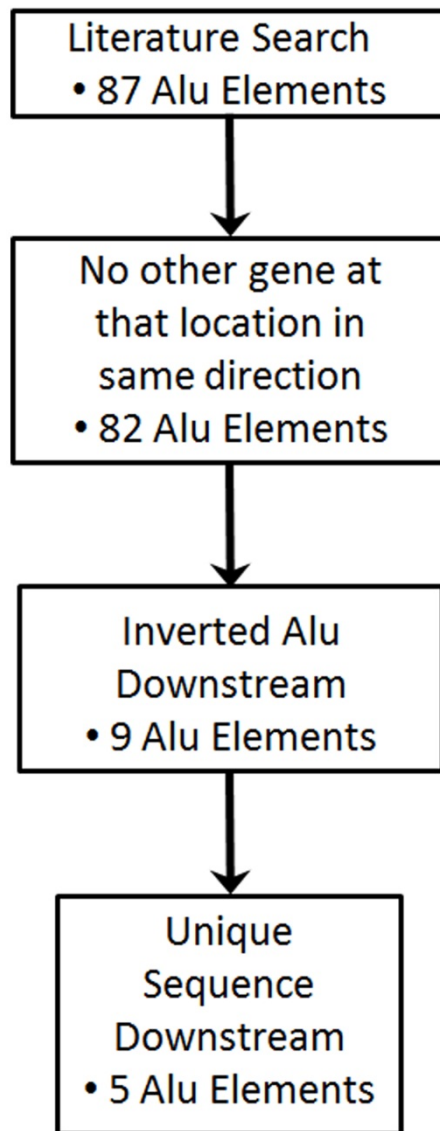 Literature Search
• 87 Alu Elements
No other gene at
that location in
same direction
• 82 Alu Elements
Inverted Alu
Downstream
• 9 Alu Elements
Unique
Sequence
Downstream
• 5 Alu Elements